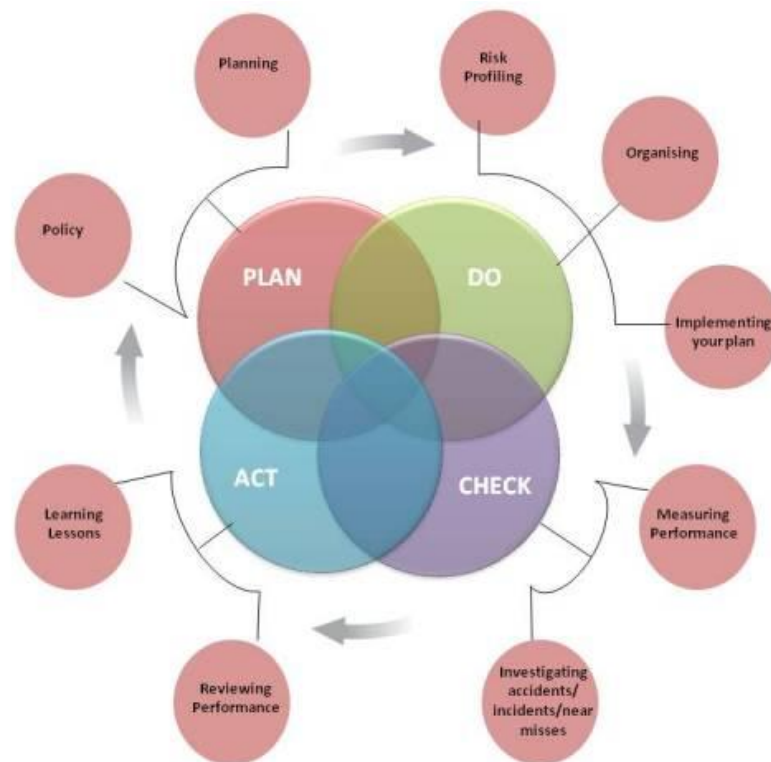 Planning
Risk
Profiling
Organising
Policy
PLAN
DO
Implementing
your plan
ACT
CHECK
Learning
Lessons
Measuring
Performance
Reviewing
Performance
Investigating
accidents/
incidents/near
misses